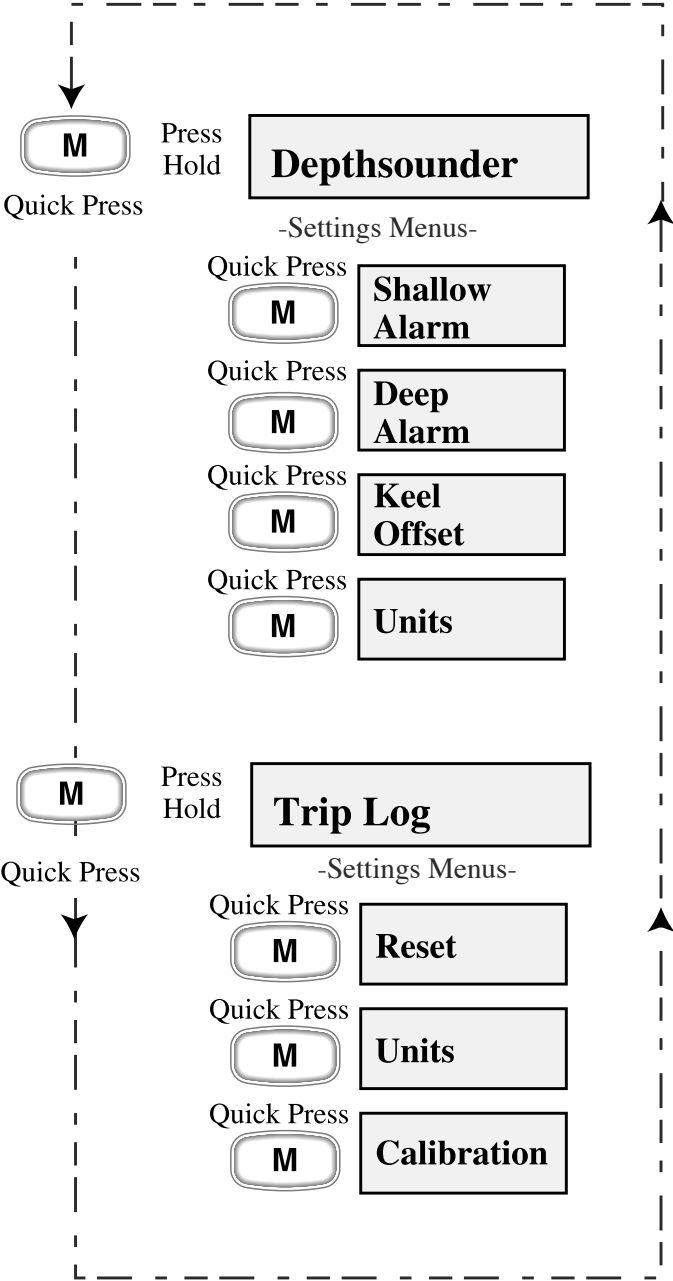 M
Press
Hold
Depthsounder
Quick Press
-Settings Menus-
Quick Press
M
Shallow
Alarm
Quick Press
M
Deep
Alarm
Quick Press
M
Keel
Offset
Quick Press
M
Units
M
Press
Hold
Trip Log
Quick Press
-Settings Menus-
Quick Press
M
Reset
Quick Press
M
Units
Quick Press
M
Calibration